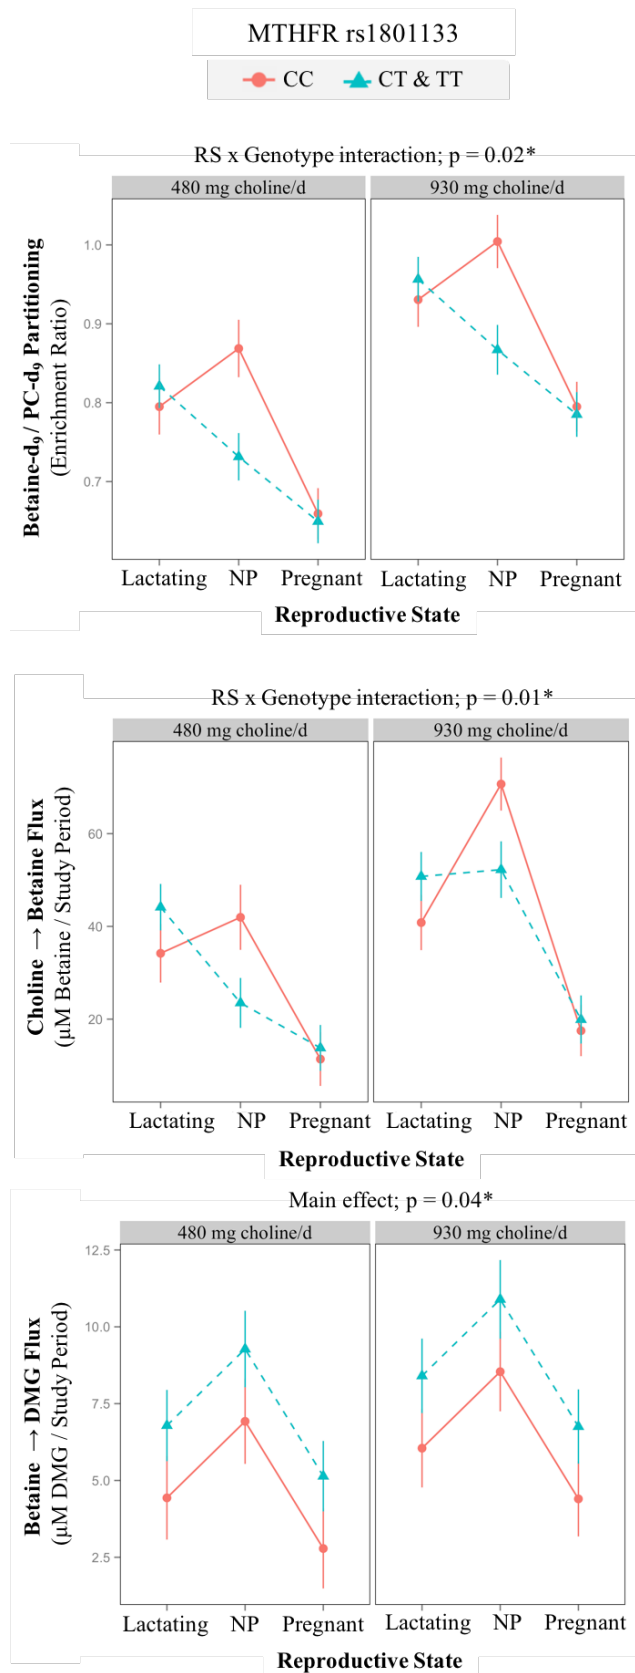 MTHFR rs1801133
CC CT & TT
RS x Genotype interaction; p = 0.02*
480 mg choline/d 930 mg choline/d
Betaine-d₉/ PC-d₉ Partitioning
(Enrichment Ratio)
1.0
0.9
0.8
0.7
Lactating NP Pregnant Lactating NP Pregnant
Reproductive State
RS x Genotype interaction; p = 0.01*
480 mg choline/d 930 mg choline/d
Choline → Betaine Flux
(μM Betaine / Study Period)
60
40
20
Lactating NP Pregnant Lactating NP Pregnant
Reproductive State
Main effect; p = 0.04*
480 mg choline/d 930 mg choline/d
Betaine → DMG Flux
(μM DMG / Study Period)
12.5
10.0
7.5
5.0
2.5
Lactating NP Pregnant Lactating NP Pregnant
Reproductive State